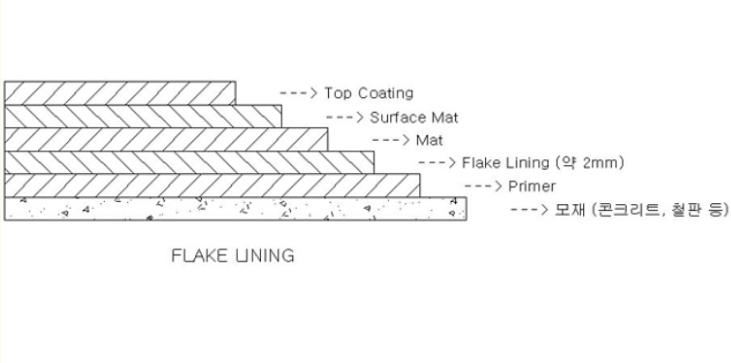 ---> Top Coating
---> Surface Mat
---> Mat
---> Flake Lining (약 2mm)
---> Primer
---> 모재 (콘크리트, 철판 등)
FLAKE LINING